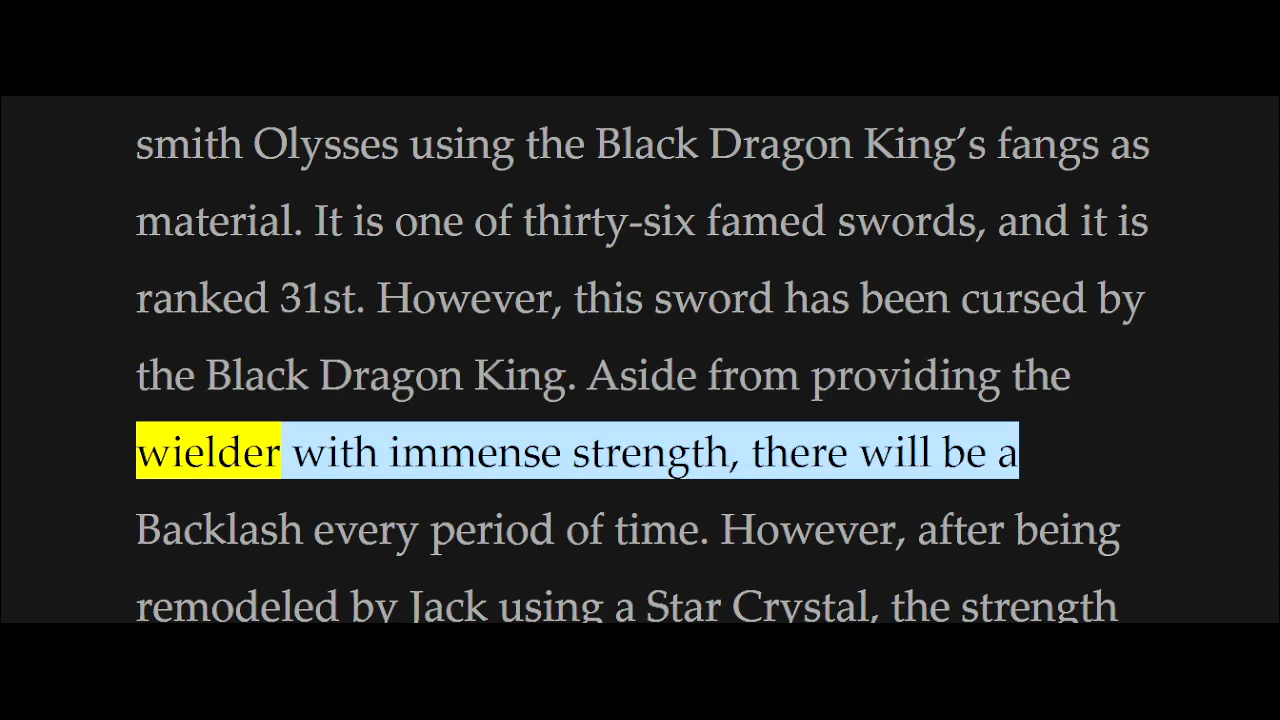 smith Olysses using the Black Dragon King’s fangs as
material. It is one of thirty-six famed swords, and it is
ranked 31st. However, this sword has been cursed by
the Black Dragon King. Aside from providing the
wielder with immense strength, there will be a
Backlash every period of time. However, after being
remodeled by Jack using a Star Crystal, the strength